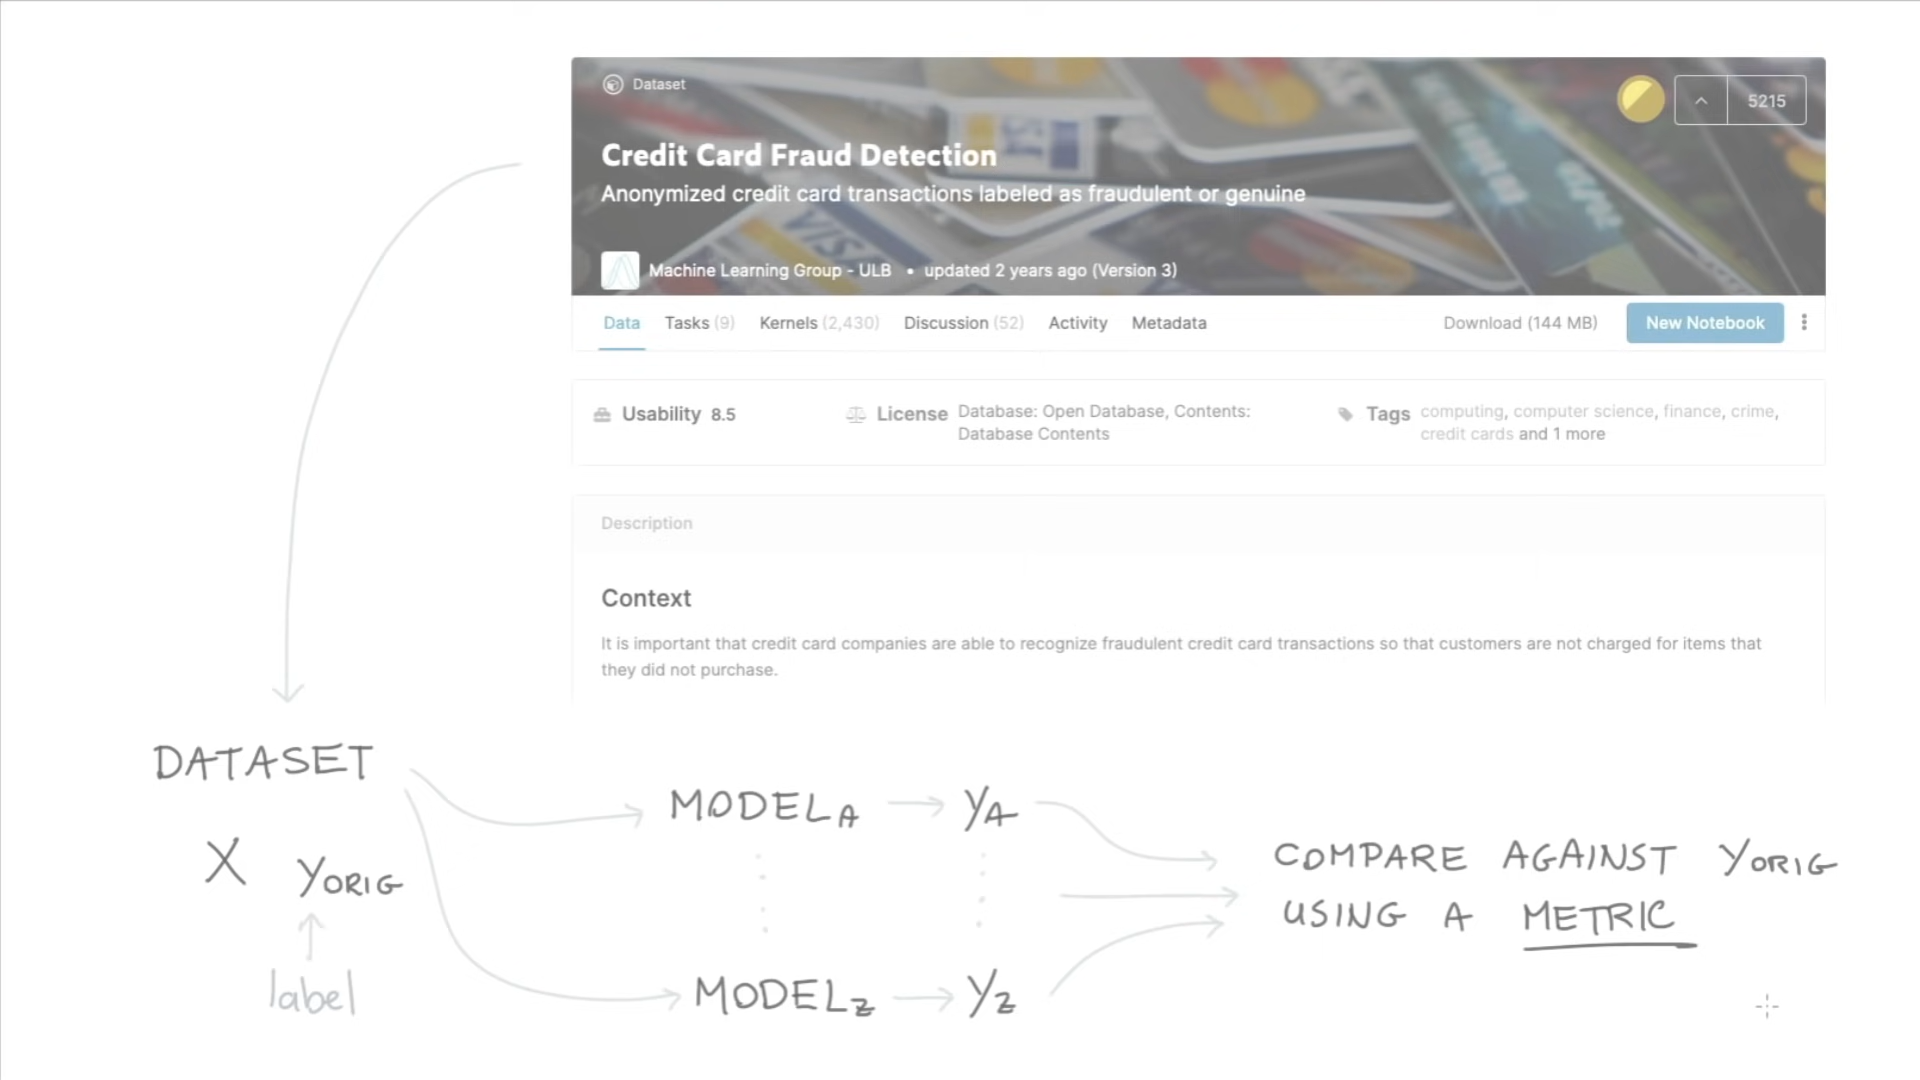 Dataset
5215
Credit Card Fraud Detection
Anonymized credit card transactions labeled as fraudulent or genuine
Machine Learning Group - ULB • updated 2 years ago (Version 3)
Data Tasks (9) Kernels (2,430) Discussion (52) Activity Metadata Download (144 MB) New Notebook
Usability 8.5
License Database: Open Database, Contents:
Database Contents
Tags computing, computer science, finance, crime,
credit cards and 1 more
Description
Context
It is important that credit card companies are able to recognize fraudulent credit card transactions so that customers are not charged for items that
they did not purchase.
DATASET
X YORIG
label
MODELA → YA
MODELZ → YZ
COMPARE AGAINST YORIG
USING A METRIC